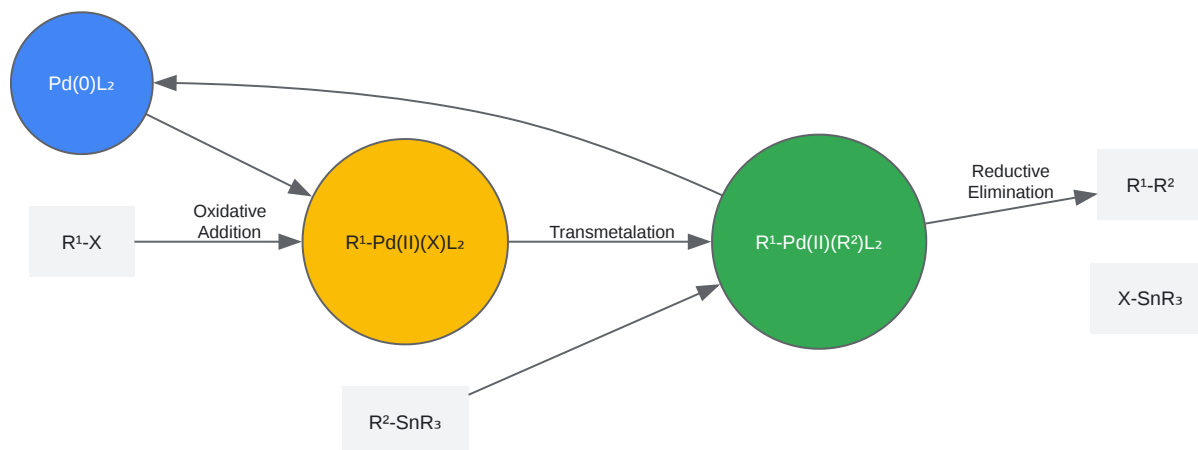 Pd(0)L₂
Oxidative
Addition
R¹-X
R¹-Pd(II)(X)L₂
Transmetalation
R¹-Pd(II)(R²)L₂
Reductive
Elimination
R¹-R²
X-SnR₃
R²-SnR₃